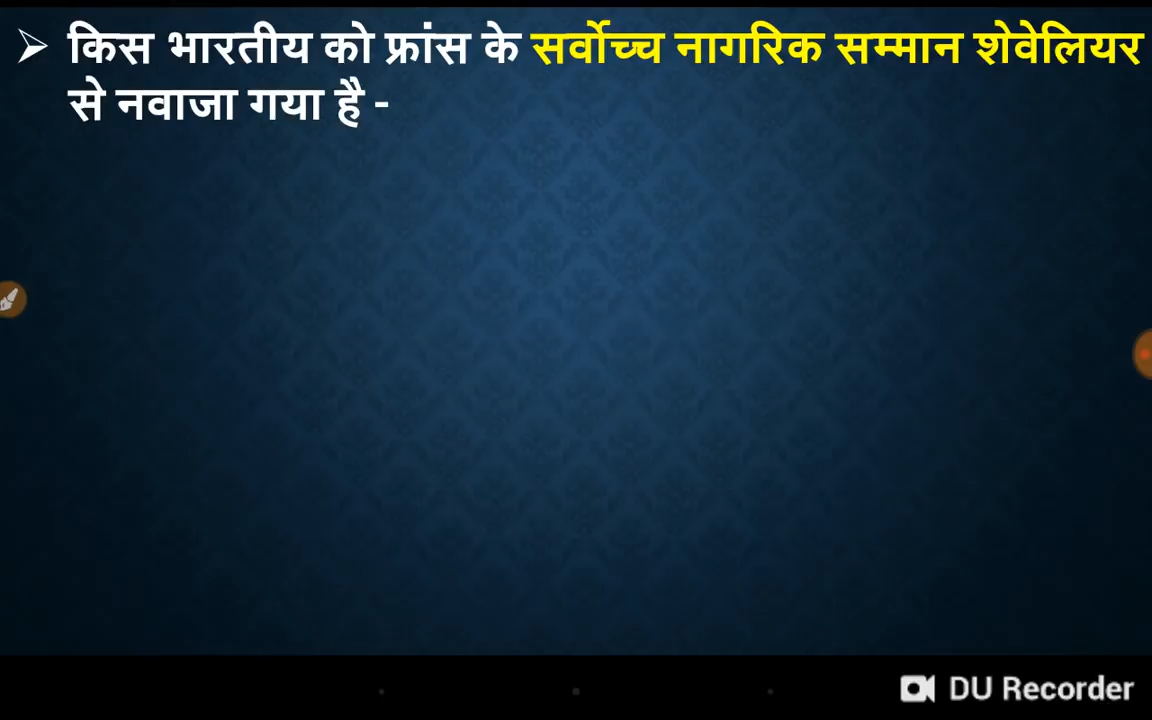 ➢ किस भारतीय को फ्रांस के सर्वोच्च नागरिक सम्मान शेवेलियर
से नवाजा गया है -
DU Recorder